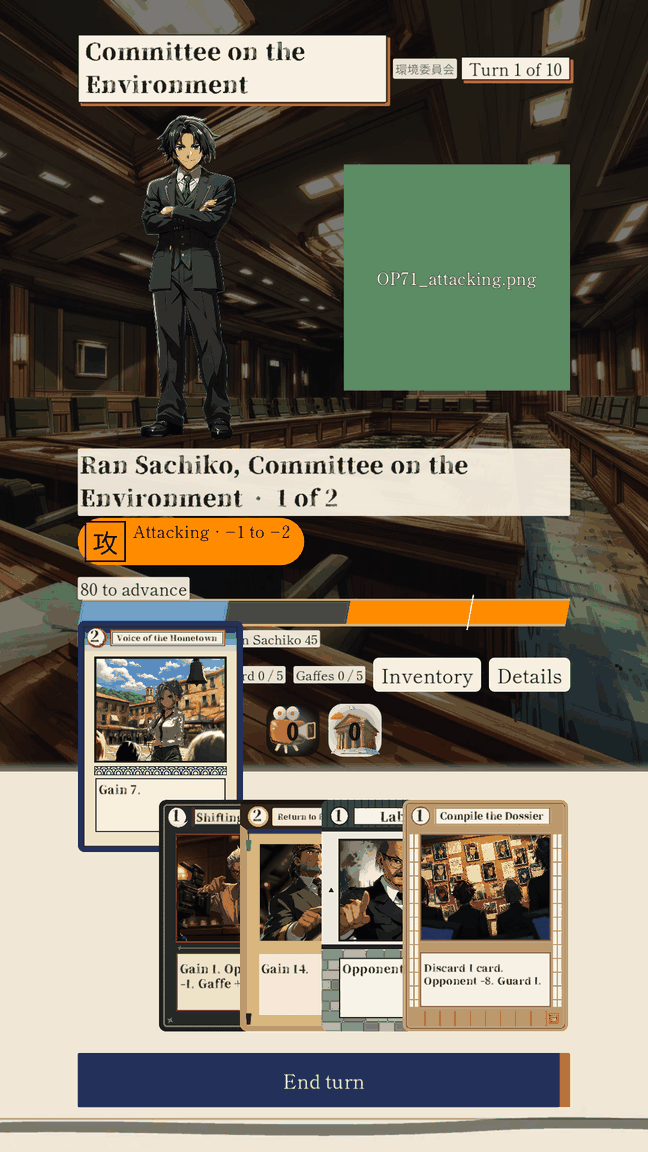 Committee on the
Environment
環境委員会
Turn 1 of 10
OP71_attacking.png
Ran Sachiko, Committee on the
Environment · 1 of 2
攻
Attacking · −1 to −2
80 to advance
Sachiko 45
0 / 5
Gaffes 0 / 5
Inventory
Details
0
0
2
Voice of the Hometown
Gain 7.
1
Shifting
Gain 1. Op
-1. Gaffe +
2
Return to
Gain 14.
1
Lab
Opponent
1
Compile the Dossier
Discard 1 card.
Opponent -8. Guard 1.
End turn